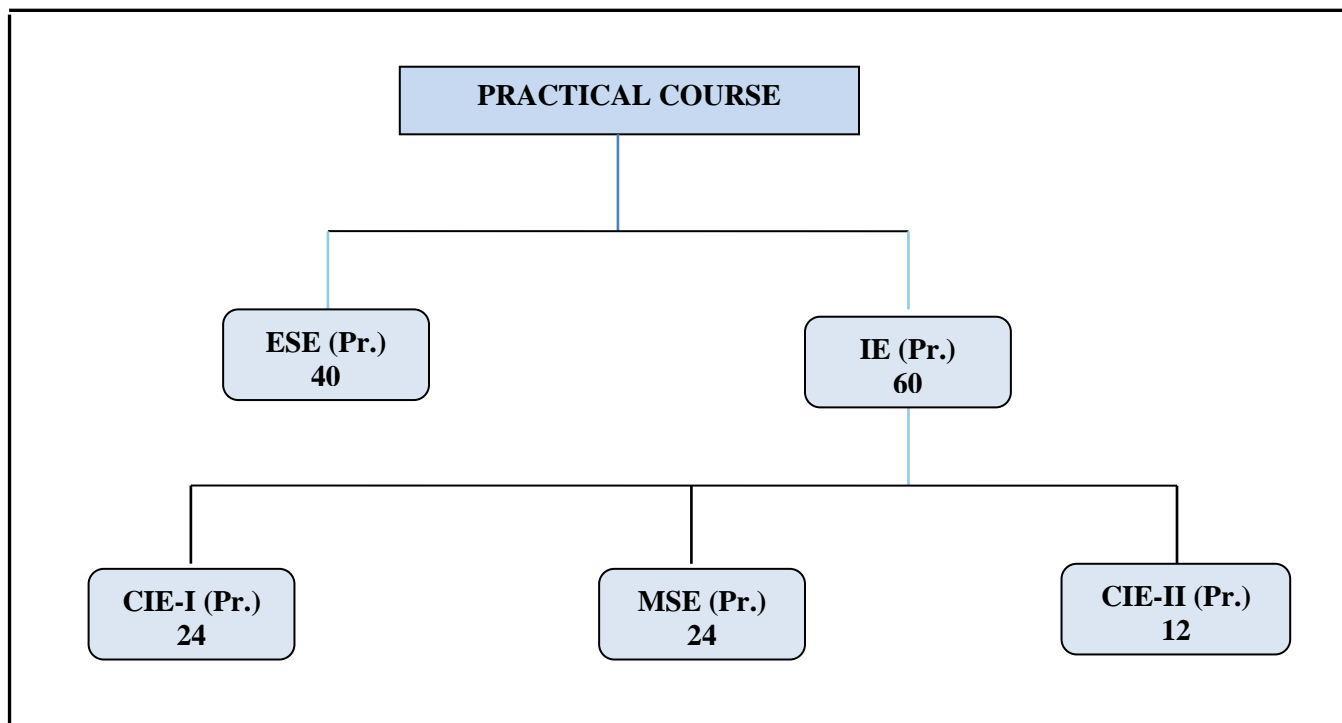 PRACTICAL COURSE
ESE (Pr.)
40
IE (Pr.)
60
CIE-I (Pr.)
24
MSE (Pr.)
24
CIE-II (Pr.)
12